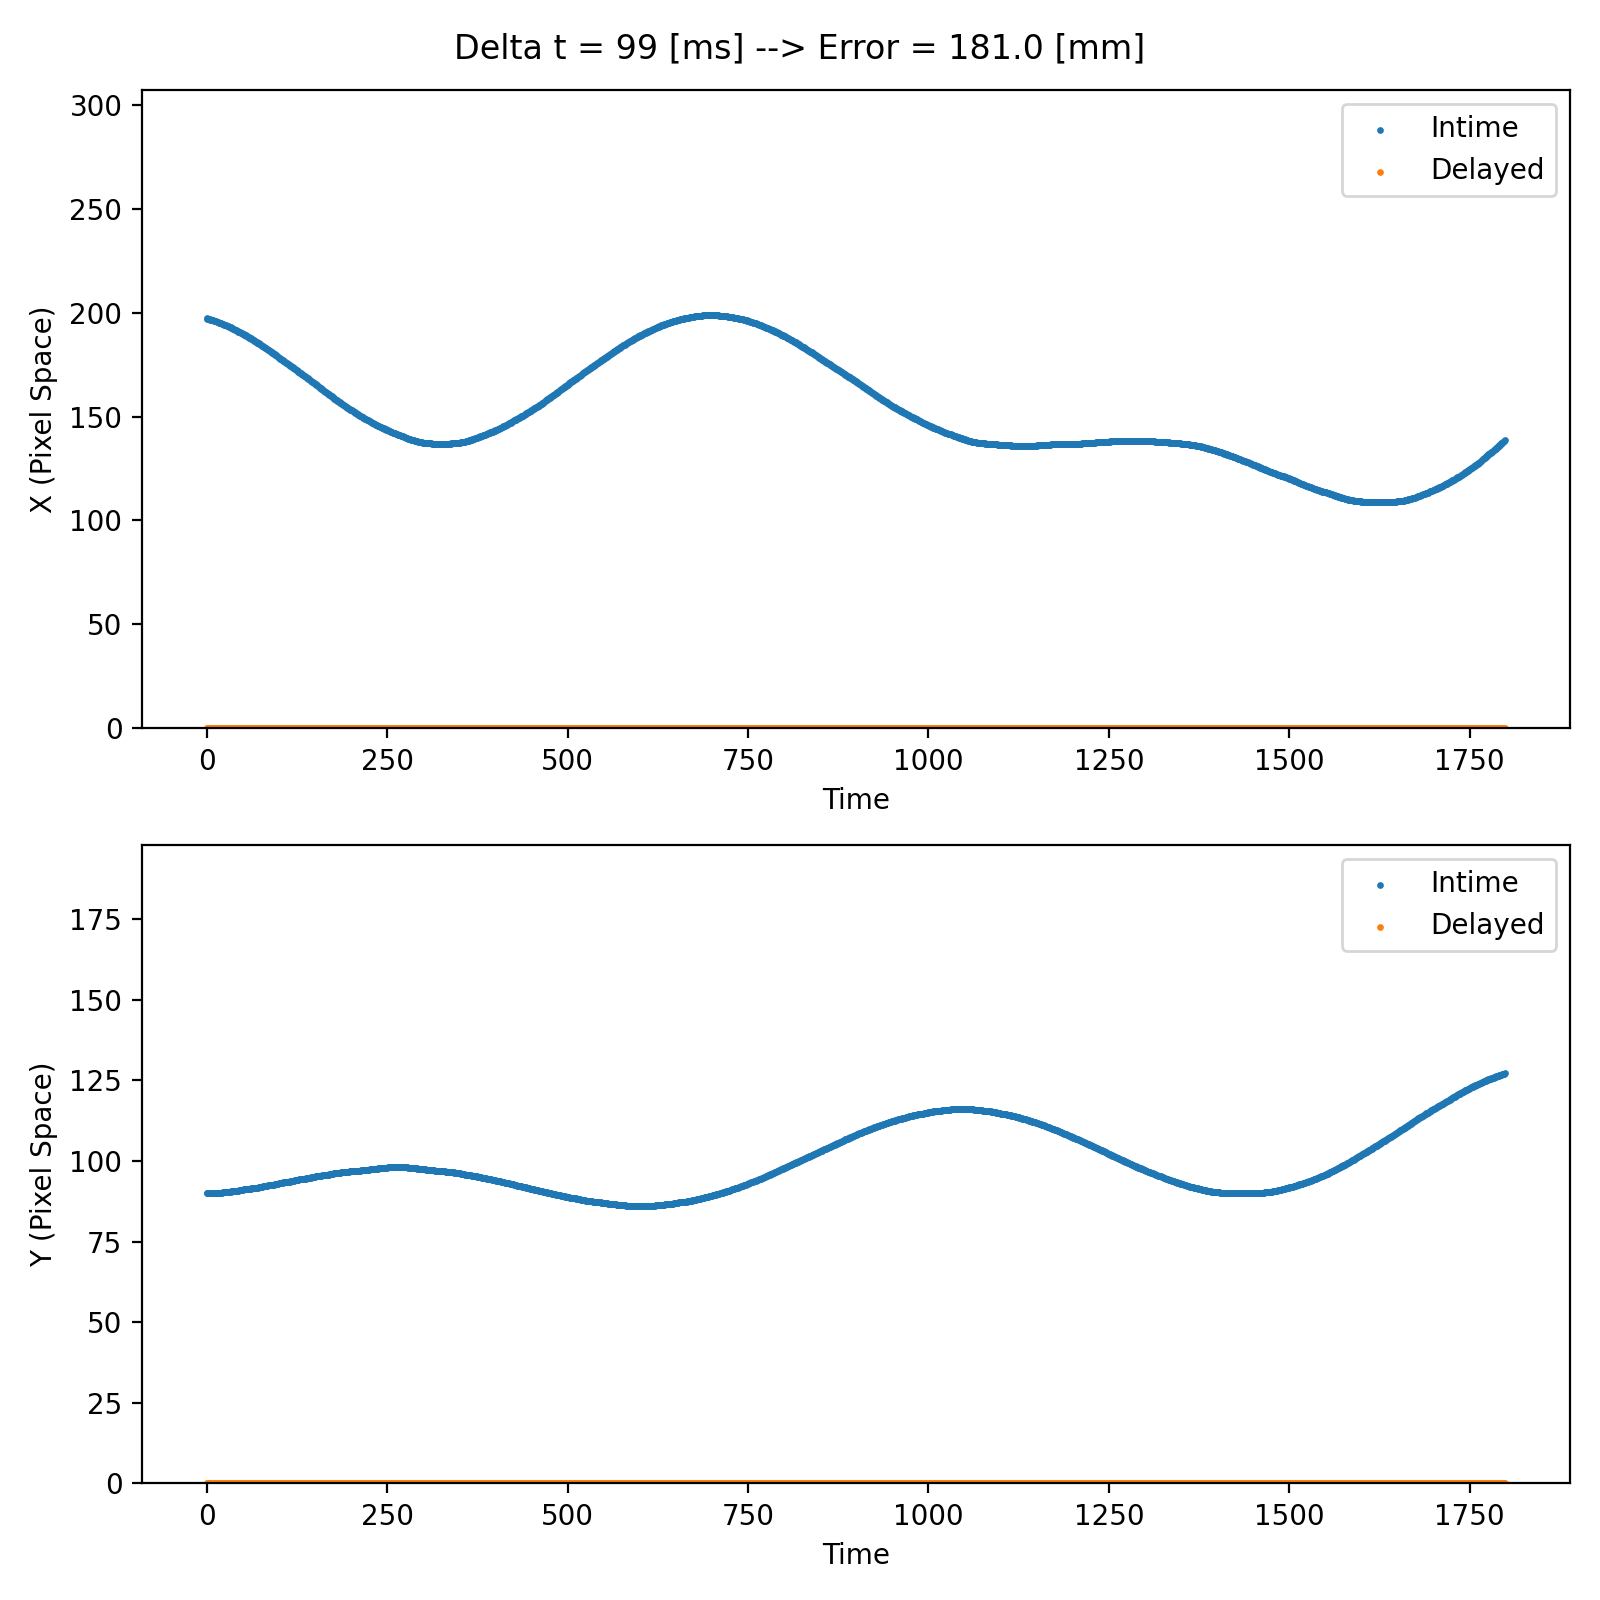 Delta t = 99 [ms] --> Error = 181.0 [mm]
300
250
200
150
100
50
0
X (Pixel Space)
Intime
Delayed
0 250 500 750 1000 1250 1500 1750
Time
175
150
125
100
75
50
25
0
Y (Pixel Space)
Intime
Delayed
0 250 500 750 1000 1250 1500 1750
Time